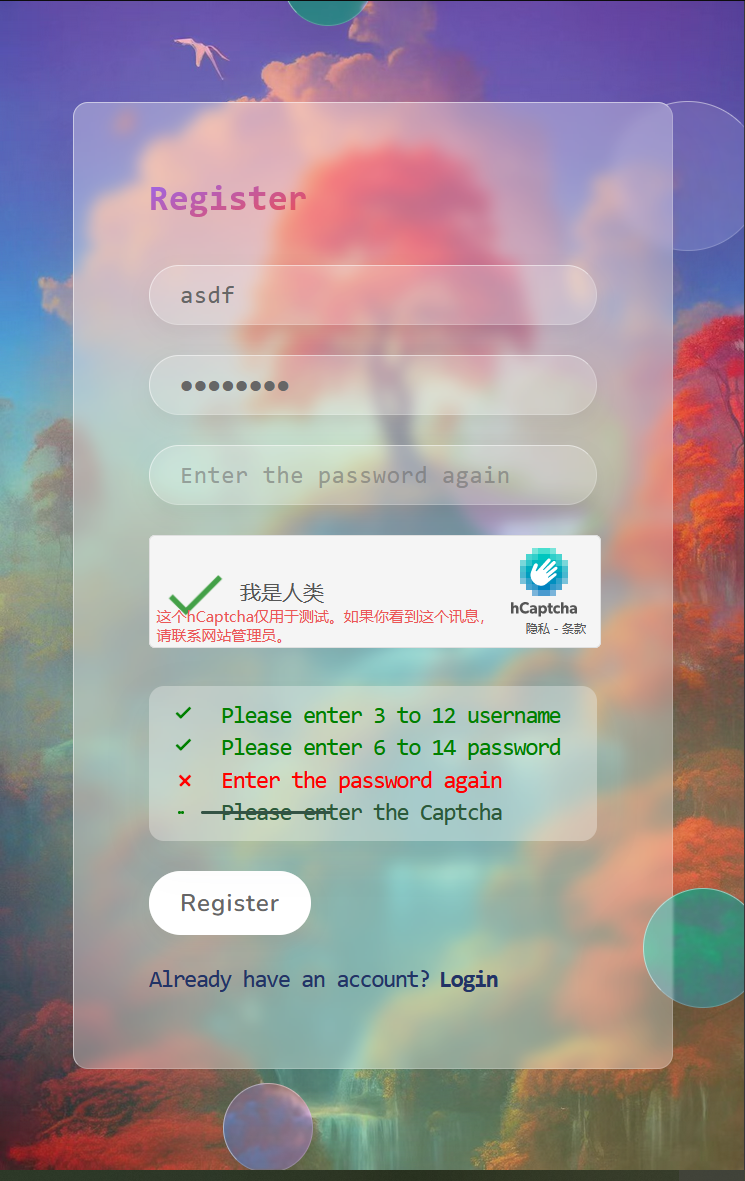 Register
asdf
••••••••
Enter the password again
我是人类
这个hCaptcha仅用于测试。如果你看到这个讯息，
请联系网站管理员。
hCaptcha
隐私 - 条款
Please enter 3 to 12 username
Please enter 6 to 14 password
Enter the password again
Please enter the Captcha
Register
Already have an account? Login